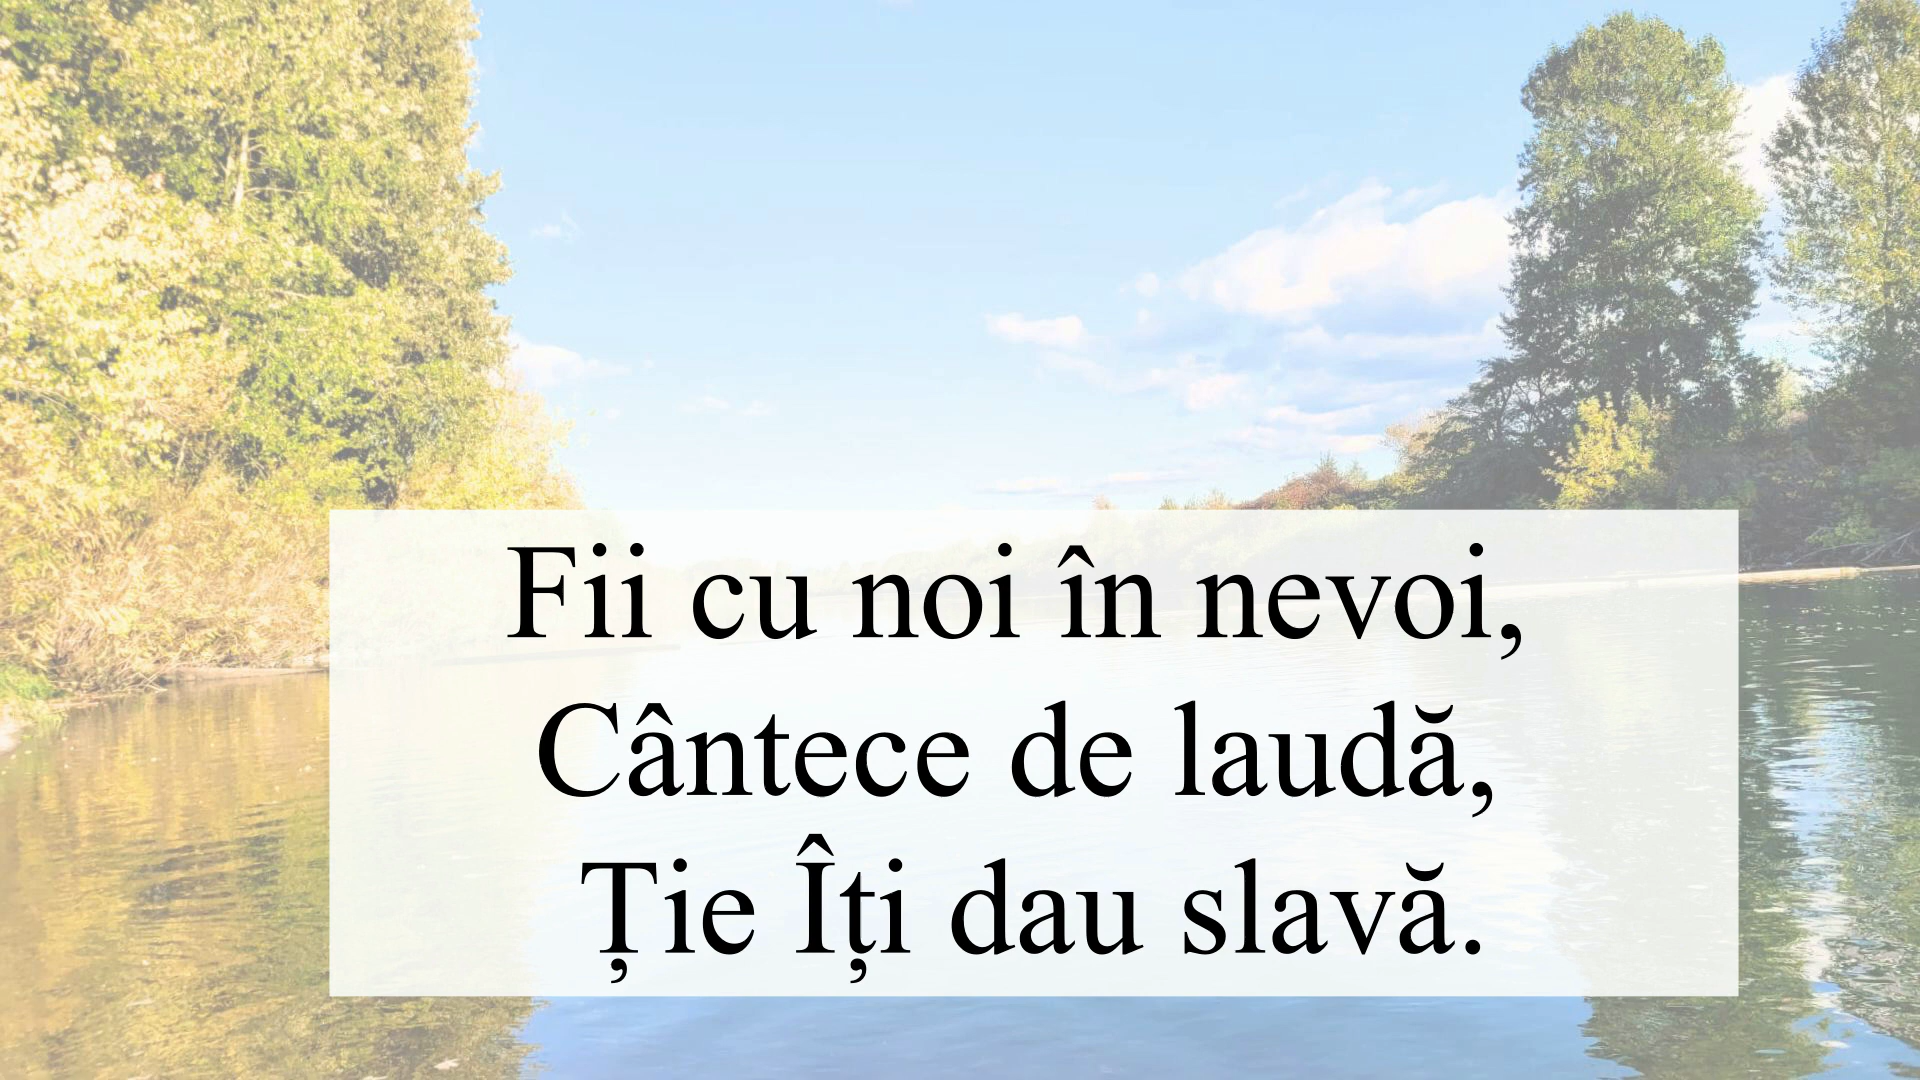 Fii cu noi în nevoi,
Cântece de laudă,
Ție Îți dau slavă.